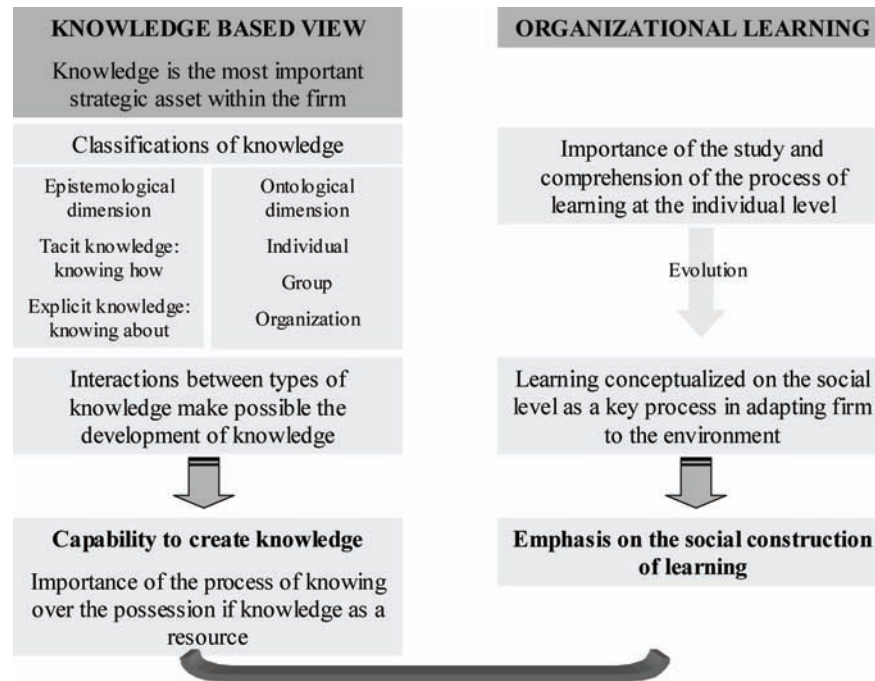 KNOWLEDGE BASED VIEW
Knowledge is the most important
strategic asset within the firm
Classifications of knowledge
Epistemological
dimension
Tacit knowledge:
knowing how
Explicit knowledge:
knowing about
Ontological
dimension
Individual
Group
Organization
Interactions between types of
knowledge make possible the
development of knowledge
Capability to create knowledge
Importance of the process of knowing
over the possession if knowledge as a
resource
ORGANIZATIONAL LEARNING
Importance of the study and
comprehension of the process of
learning at the individual level
Evolution
Learning conceptualized on the social
level as a key process in adapting firm
to the environment
Emphasis on the social construction
of learning